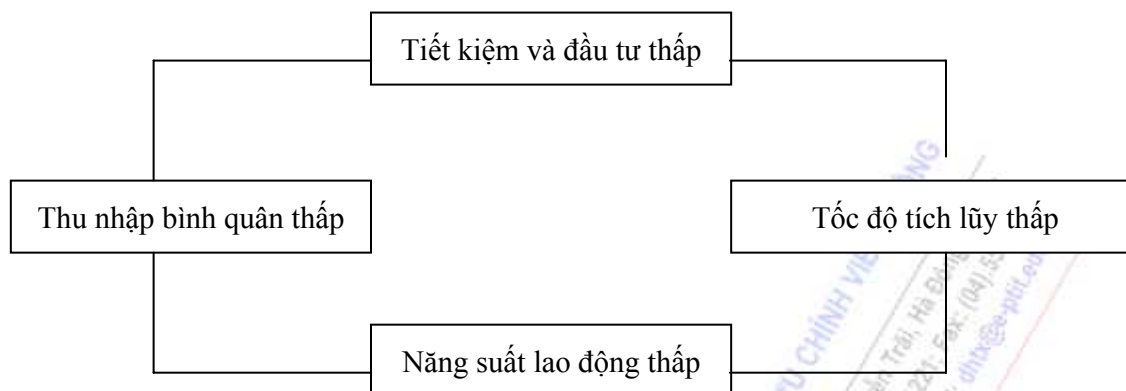 Tiết kiệm và đầu tư thấp
Thu nhập bình quân thấp
Tốc độ tích lũy thấp
Năng suất lao động thấp